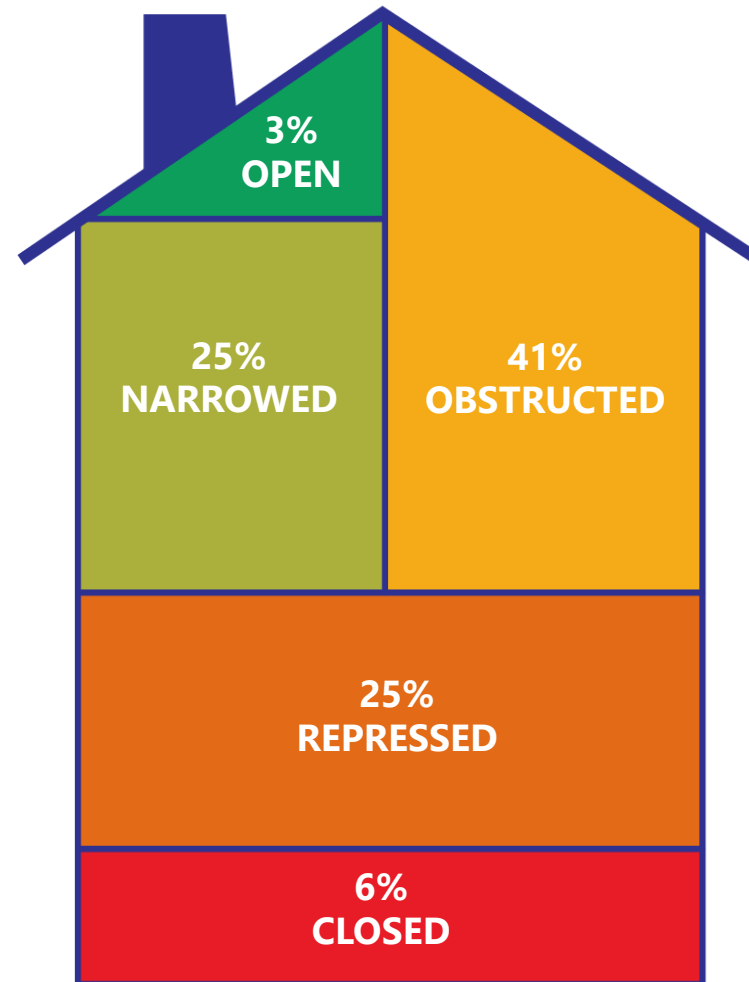 3%
OPEN
25%
NARROWED
41%
OBSTRUCTED
25%
REPRESSED
6%
CLOSED